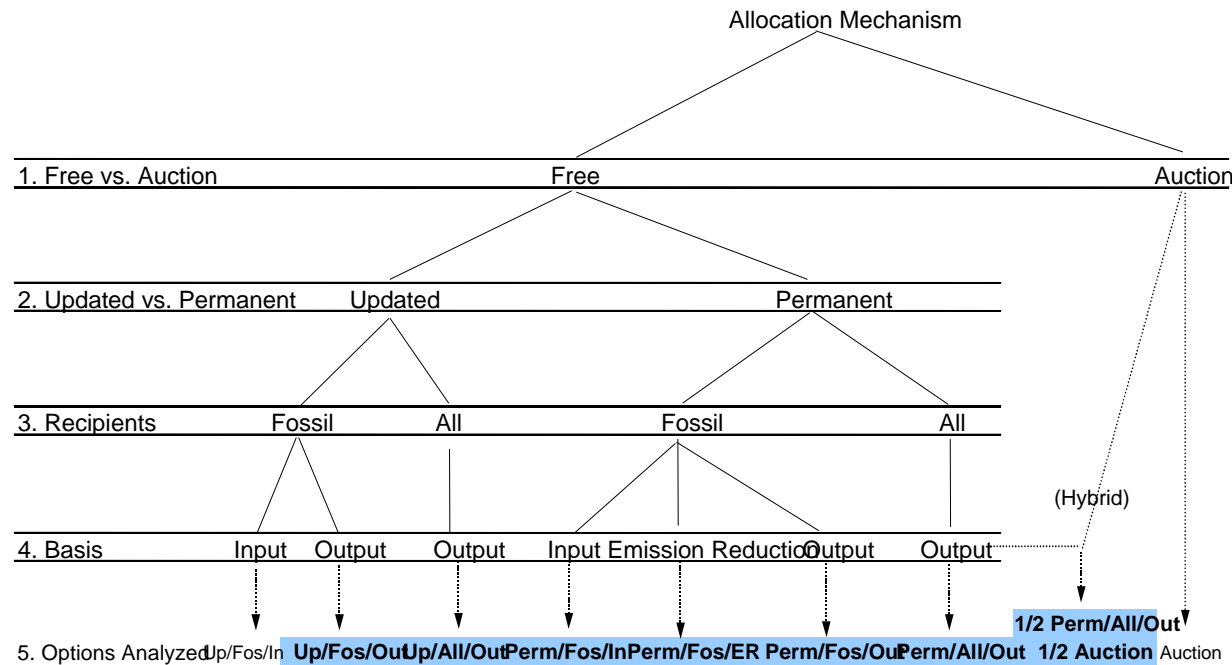 Allocation Mechanism
1. Free vs. Auction Free Auction
2. Updated vs. Permanent Updated Permanent
3. Recipients Fossil All Fossil All
(Hybrid)
4. Basis Input Output Output Input Emission Reduction Output Output
1/2 Perm/All/Out
5. Options Analyzed Up/Fos/In Up/Fos/Out Up/All/Out Perm/Fos/In Perm/Fos/ER Perm/Fos/Out Perm/All/Out 1/2 Auction Auction